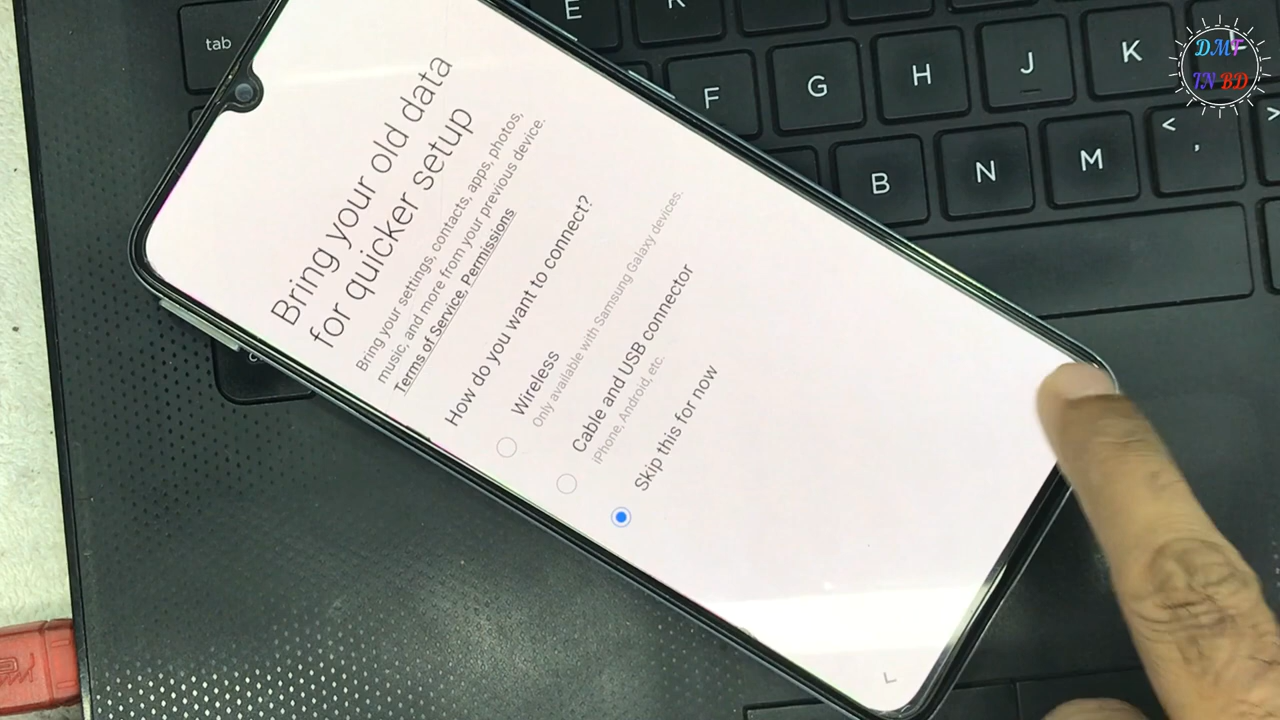 Bring your old data
for quicker setup
Bring your settings, contacts, apps, photos,
music, and more from your previous device.
Terms of Service, Permissions
How do you want to connect?
Wireless
Only available with Samsung Galaxy devices.
Cable and USB connector
iPhone, Android, etc.
Skip this for now
tab
E
F
G
H
J
K
B
N
M
<
,
>
DMT
TN BD